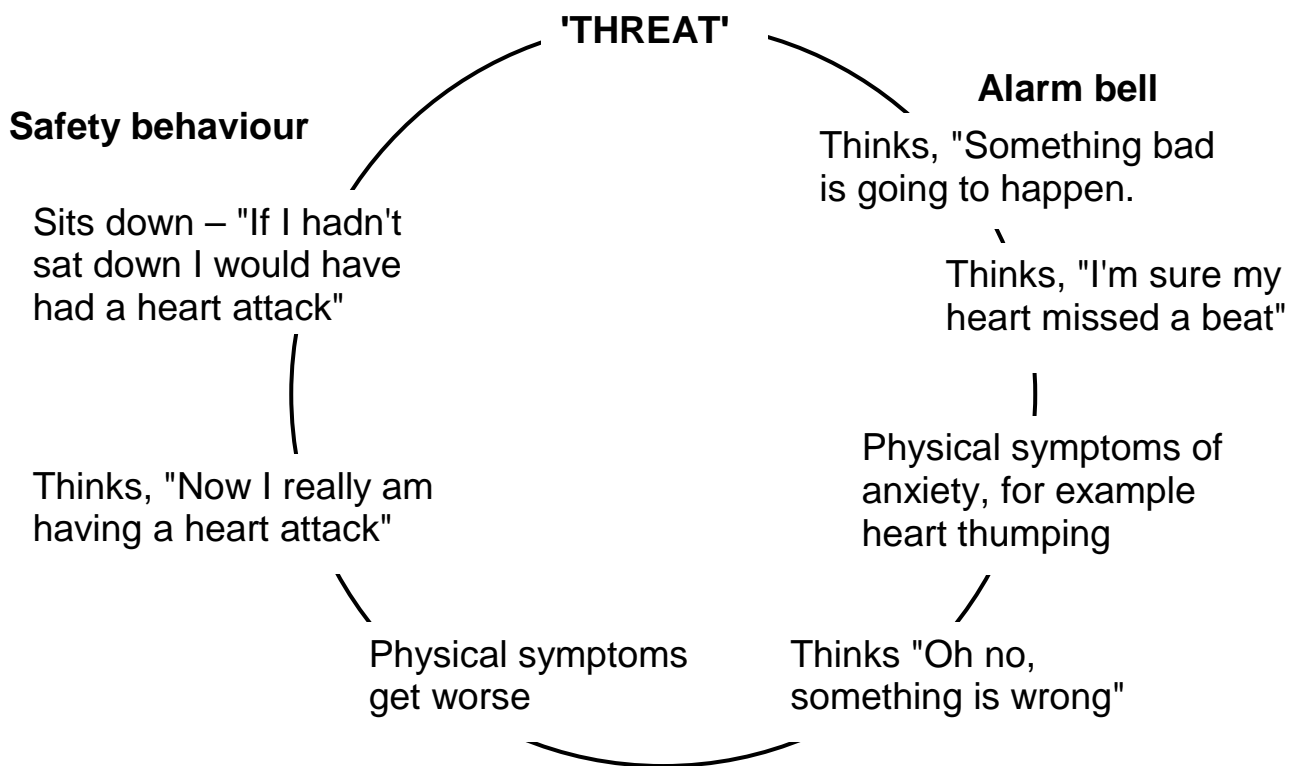 'THREAT'
Alarm bell
Thinks, "Something bad
is going to happen.
Thinks, "I'm sure my
heart missed a beat"
Physical symptoms of
anxiety, for example
heart thumping
Thinks "Oh no,
something is wrong"
Physical symptoms
get worse
Thinks, "Now I really am
having a heart attack"
Safety behaviour
Sits down – "If I hadn't
sat down I would have
had a heart attack"